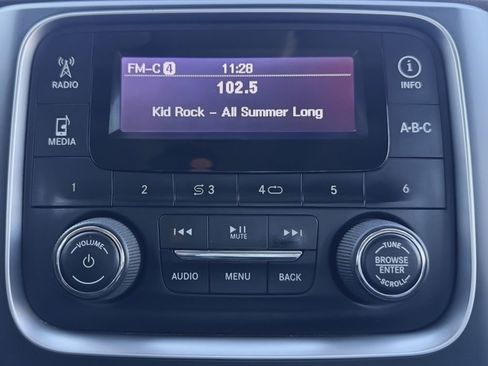 FM-C 4 11:28
102.5
Kid Rock - All Summer Long
RADIO
MEDIA
INFO
A-B-C
1 2 3 4 5 6
VOLUME
MUTE
AUDIO MENU BACK
TUNE
BROWSE
ENTER
SCROLL